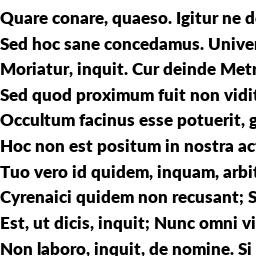 Quare conare, quaeso. Igitur ne d
Sed hoc sane concedamus. Univer
Moriatur, inquit. Cur deinde Metr
Sed quod proximum fuit non vidit
Occultum facinus esse potuerit, g
Hoc non est positum in nostra act
Tuo vero id quidem, inquam, arbit
Cyrenaici quidem non recusant; S
Est, ut dicis, inquit; Nunc omni vi
Non laboro, inquit, de nomine. Si